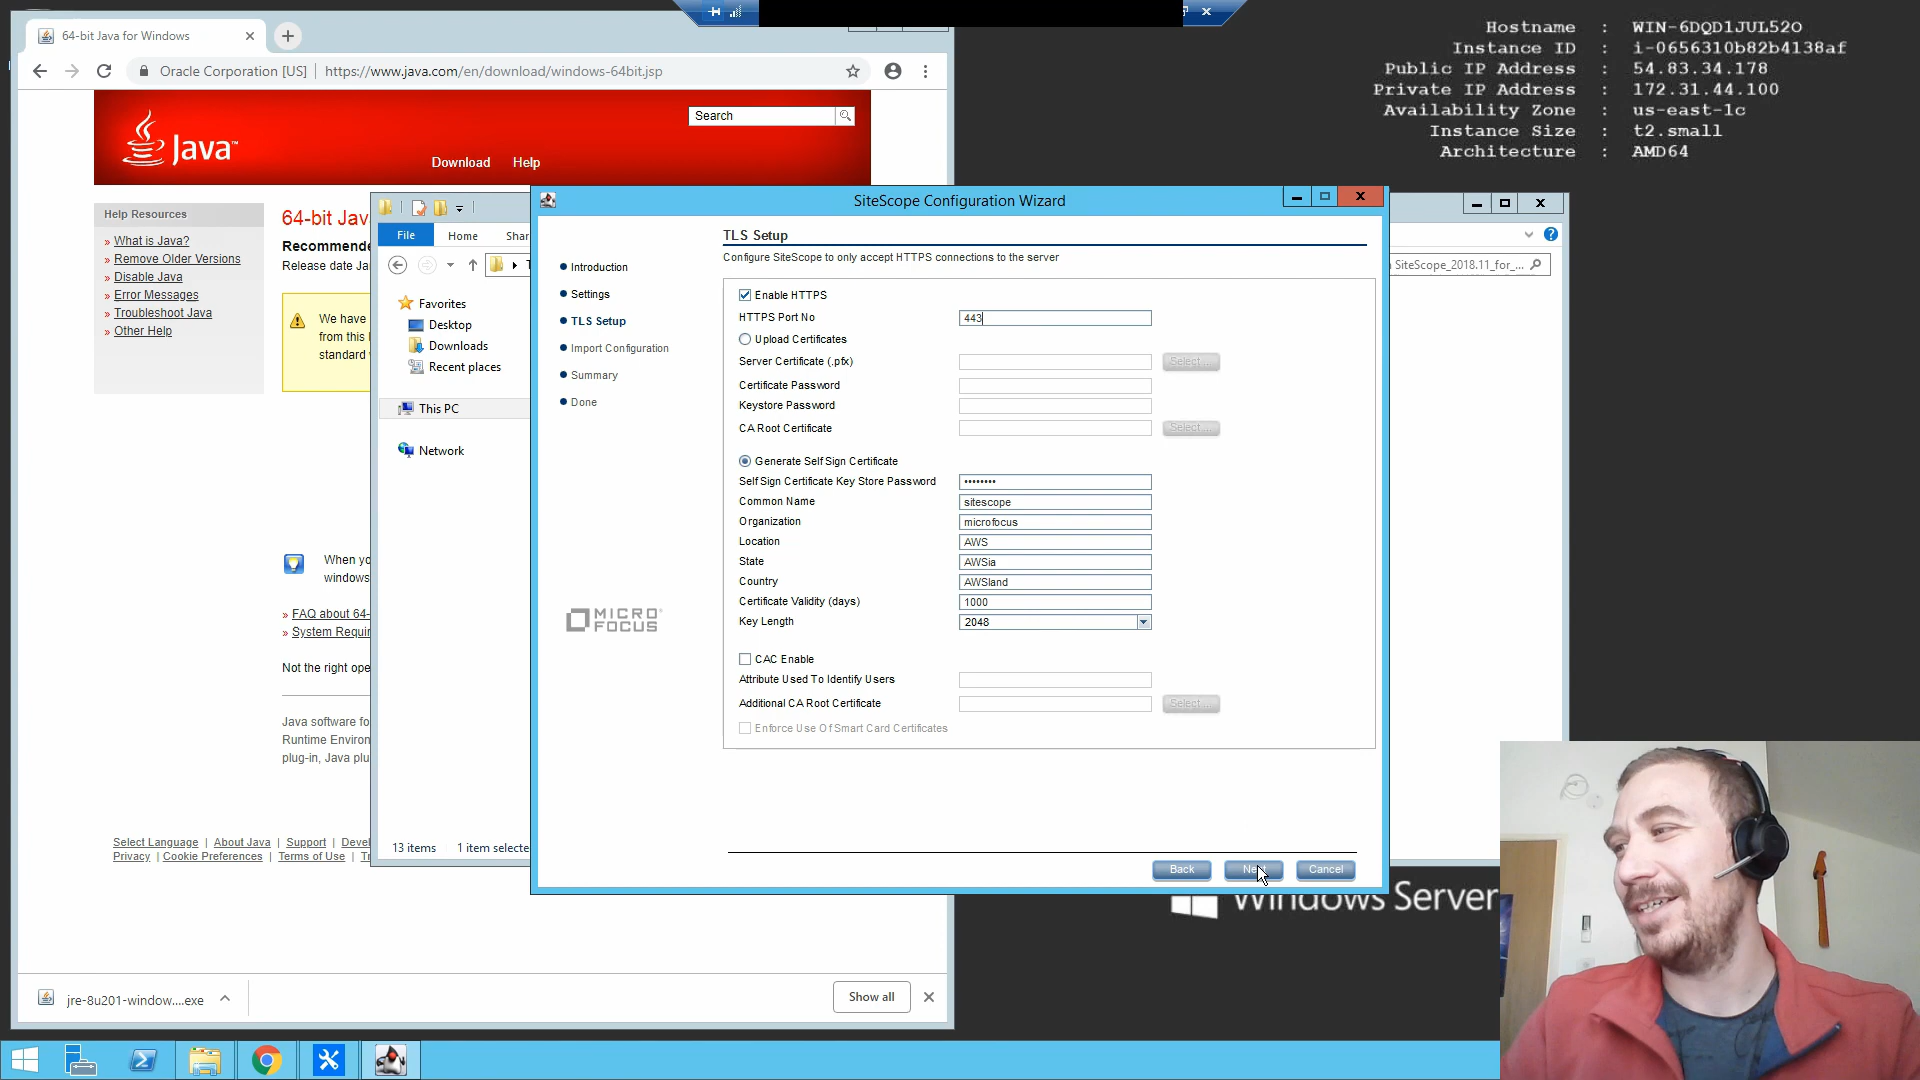 64-bit Java for Windows
Oracle Corporation [US]
https://www.java.com/en/download/windows-64bit.jsp
Hostname : WIN-6DQD1JUL52O
Instance ID : i-0656310b82b4138af
Public IP Address : 54.83.34.178
Private IP Address : 172.31.44.100
Availability Zone : us-east-1c
Instance Size : t2.small
Architecture : AMD64
Java™
Search
Download Help
Help Resources
» What is Java?
» Remove Older Versions
» Disable Java
» Error Messages
» Troubleshoot Java
» Other Help
64-bit Jav
Recommende
Release date Ja
We have
from this
standard
When yo
windows
» FAQ about 64-
» System Requir
Not the right ope
Java software fo
Runtime Environ
plug-in, Java plu
Select Language | About Java | Support | Devel
Privacy | Cookie Preferences | Terms of Use | Tr
jre-8u201-window....exe
Show all
File Home Shar
Favorites
Desktop
Downloads
Recent places
This PC
Network
13 items 1 item selecte
SiteScope_2018.11_for_...
SiteScope Configuration Wizard
Introduction
Settings
TLS Setup
Import Configuration
Summary
Done
MICRO
FOCUS
TLS Setup
Configure SiteScope to only accept HTTPS connections to the server
Enable HTTPS
HTTPS Port No 443
Upload Certificates
Server Certificate (.pfx) Select...
Certificate Password
Keystore Password
CA Root Certificate Select...
Generate Self Sign Certificate
Self Sign Certificate Key Store Password ••••••••
Common Name sitescope
Organization microfocus
Location AWS
State AWSia
Country AWSland
Certificate Validity (days) 1000
Key Length 2048
CAC Enable
Attribute Used To Identify Users
Additional CA Root Certificate Select...
Enforce Use Of Smart Card Certificates
Back Next Cancel
Windows Server